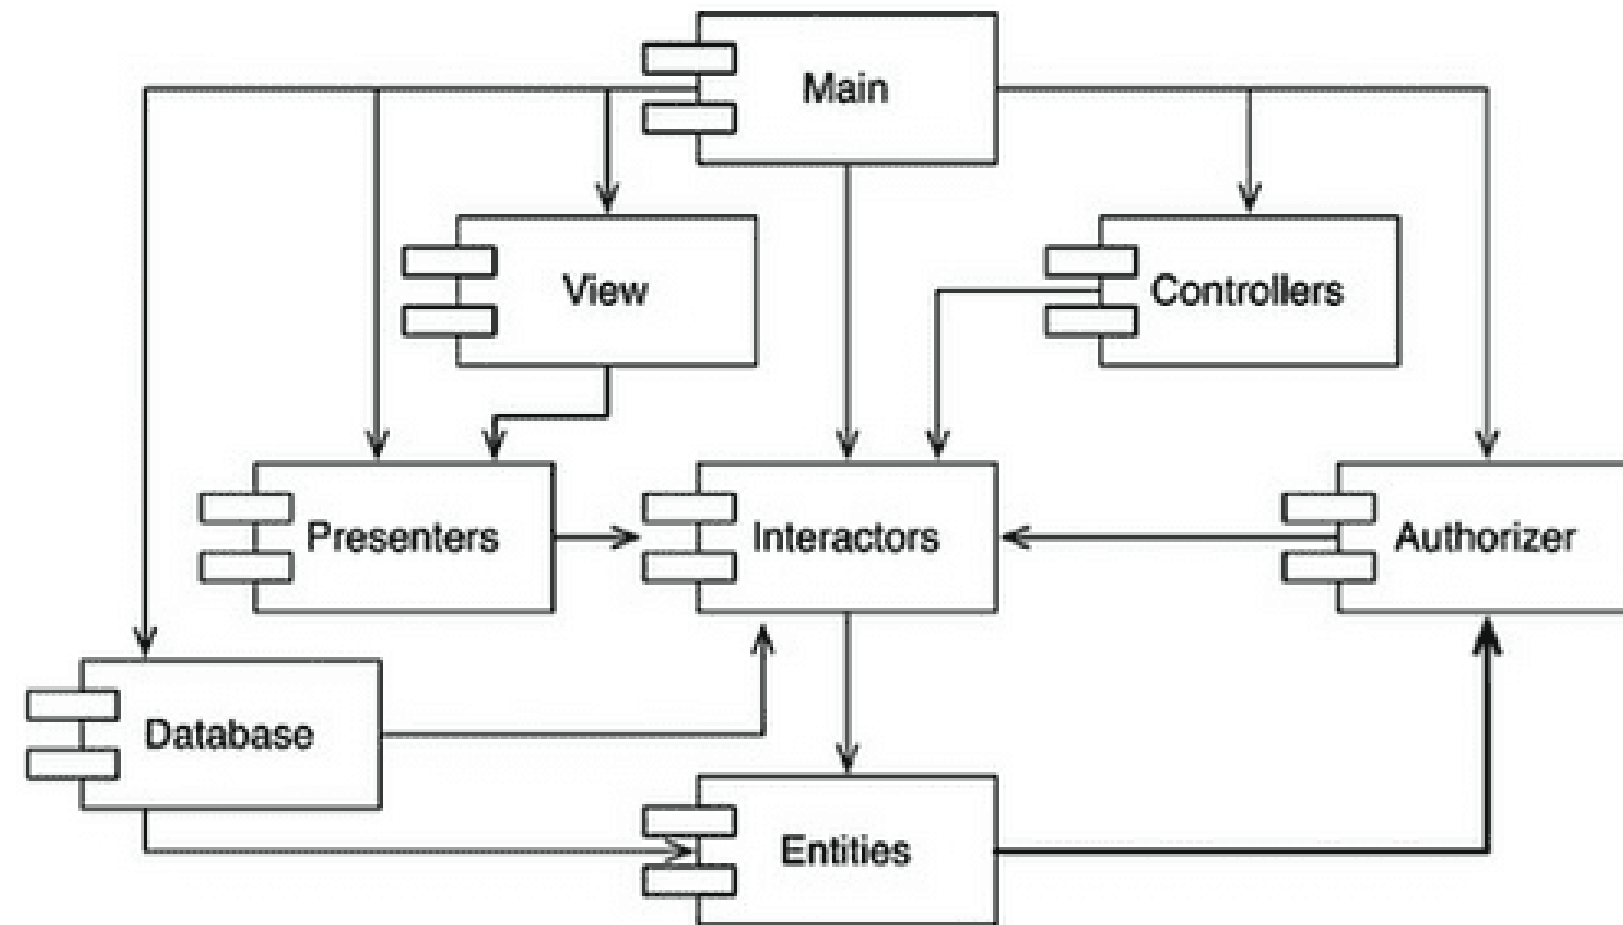 Main
View
Controllers
Presenters
Interactors
Authorizer
Database
Entities